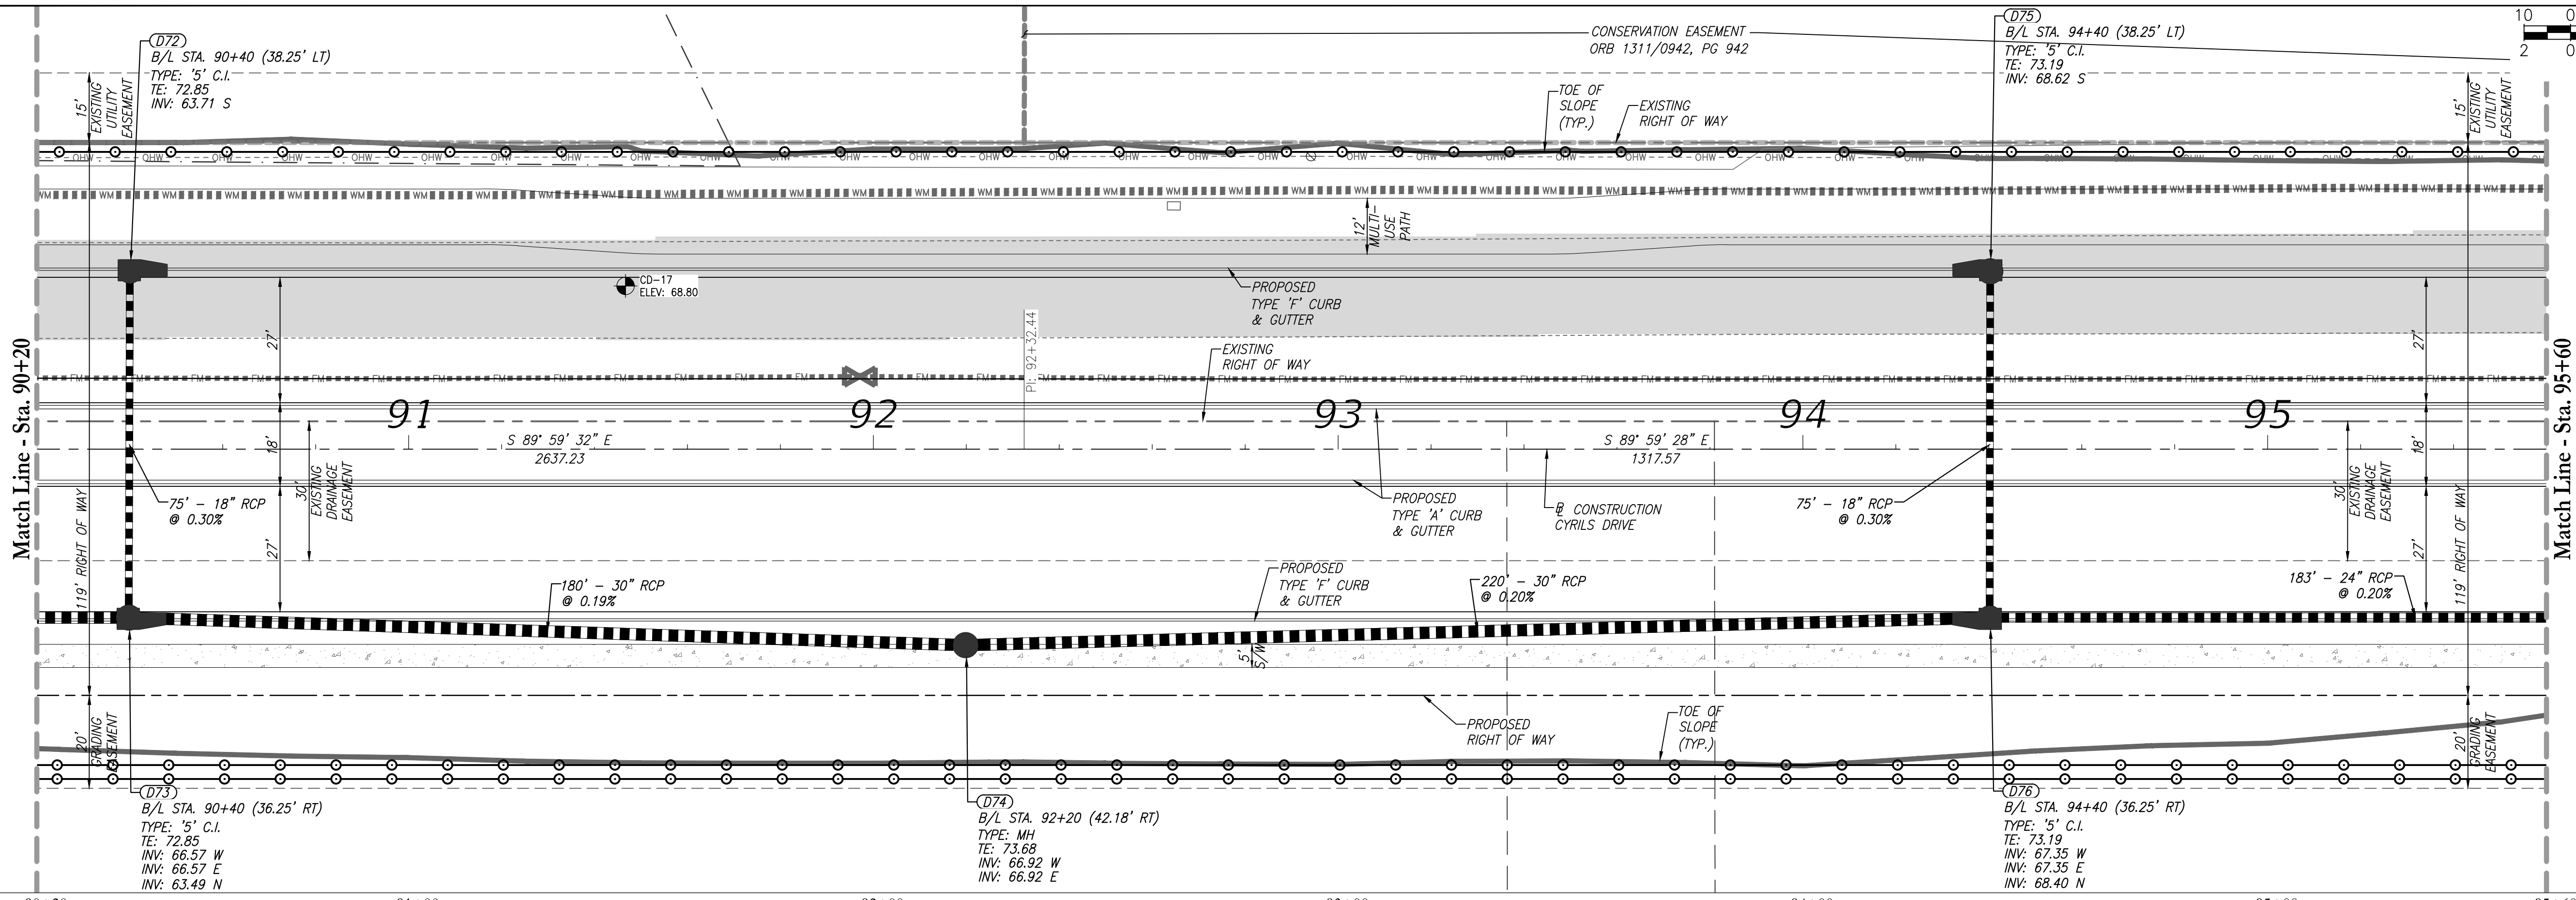 D72
B/L STA. 90+40 (38.25' LT)
TYPE: '5' C.I.
TE: 72.85
INV: 63.71 S
CONSERVATION EASEMENT
ORB 1311/0942, PG 942
D75
B/L STA. 94+40 (38.25' LT)
TYPE: '5' C.I.
TE: 73.19
INV: 68.62 S
10 0
2 0
15'
EXISTING
UTILITY
EASEMENT
TOE OF
SLOPE
(TYP.)
EXISTING
RIGHT OF WAY
15'
EXISTING
UTILITY
EASEMENT
OHW
WM
12'
MULTI-
USE
PATH
CD-17
ELEV: 68.80
PROPOSED
TYPE 'F' CURB
& GUTTER
PI: 92+32.44
EXISTING
RIGHT OF WAY
27'
27'
FM
Match Line - Sta. 90+20
Match Line - Sta. 95+60
91
92
93
94
95
S 89° 59' 32" E
2637.23
S 89° 59' 28" E
1317.57
18'
18'
30'
EXISTING
DRAINAGE
EASEMENT
30'
EXISTING
DRAINAGE
EASEMENT
75' - 18" RCP
@ 0.30%
PROPOSED
TYPE 'A' CURB
& GUTTER
CONSTRUCTION
CYRILS DRIVE
75' - 18" RCP
@ 0.30%
119' RIGHT OF WAY
119' RIGHT OF WAY
27'
27'
180' - 30" RCP
@ 0.19%
PROPOSED
TYPE 'F' CURB
& GUTTER
220' - 30" RCP
@ 0.20%
183' - 24" RCP
@ 0.20%
5'
S/W
20'
GRADING
EASEMENT
PROPOSED
RIGHT OF WAY
TOE OF
SLOPE
(TYP.)
20'
GRADING
EASEMENT
D73
B/L STA. 90+40 (36.25' RT)
TYPE: '5' C.I.
TE: 72.85
INV: 66.57 W
INV: 66.57 E
INV: 63.49 N
D74
B/L STA. 92+20 (42.18' RT)
TYPE: MH
TE: 73.68
INV: 66.92 W
INV: 66.92 E
D76
B/L STA. 94+40 (36.25' RT)
TYPE: '5' C.I.
TE: 73.19
INV: 67.35 W
INV: 67.35 E
INV: 68.40 N